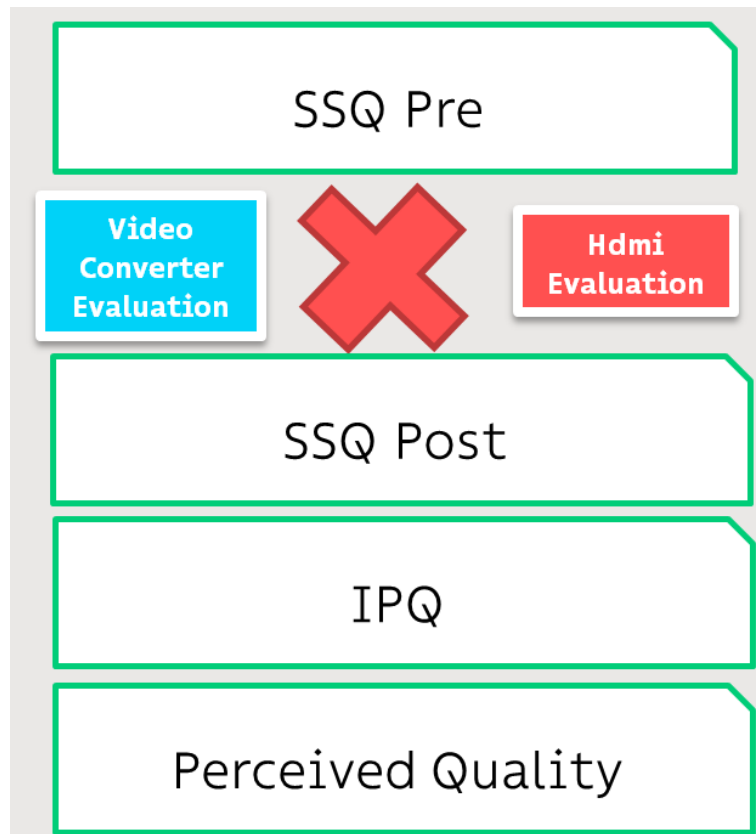 SSQ Pre
Video
Converter
Evaluation
Hdmi
Evaluation
SSQ Post
IPQ
Perceived Quality